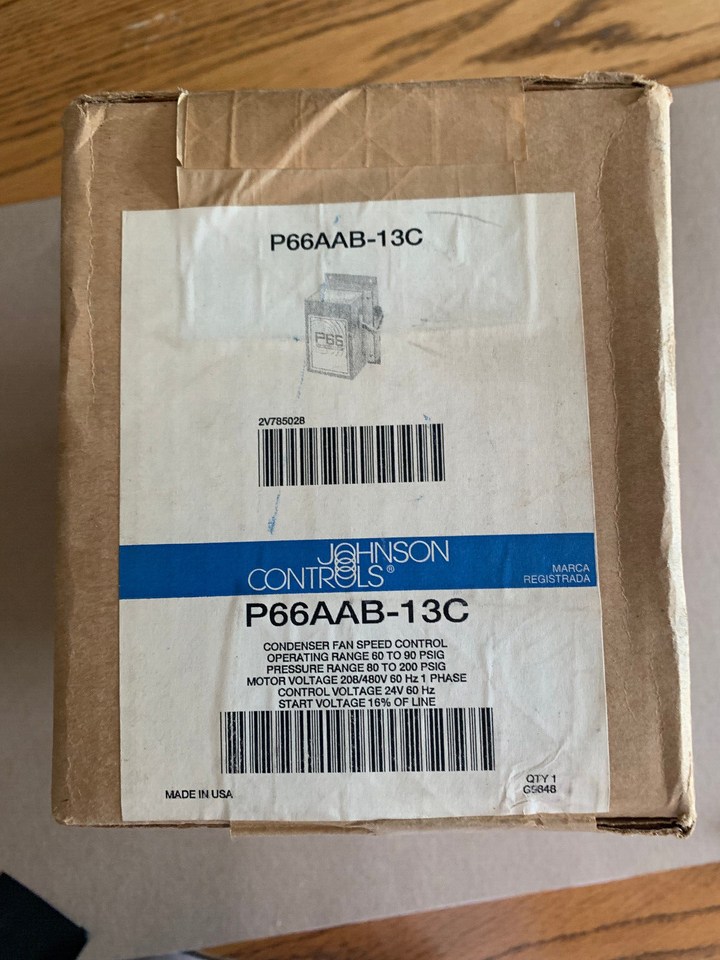 P66AAB-13C
P66
2V785028
JOHNSON
CONTROLS®
MARCA
REGISTRADA
P66AAB-13C
CONDENSER FAN SPEED CONTROL
OPERATING RANGE 60 TO 90 PSIG
PRESSURE RANGE 80 TO 200 PSIG
MOTOR VOLTAGE 208/480V 60 Hz 1 PHASE
CONTROL VOLTAGE 24V 60 Hz
START VOLTAGE 16% OF LINE
MADE IN USA
QTY 1
G9848